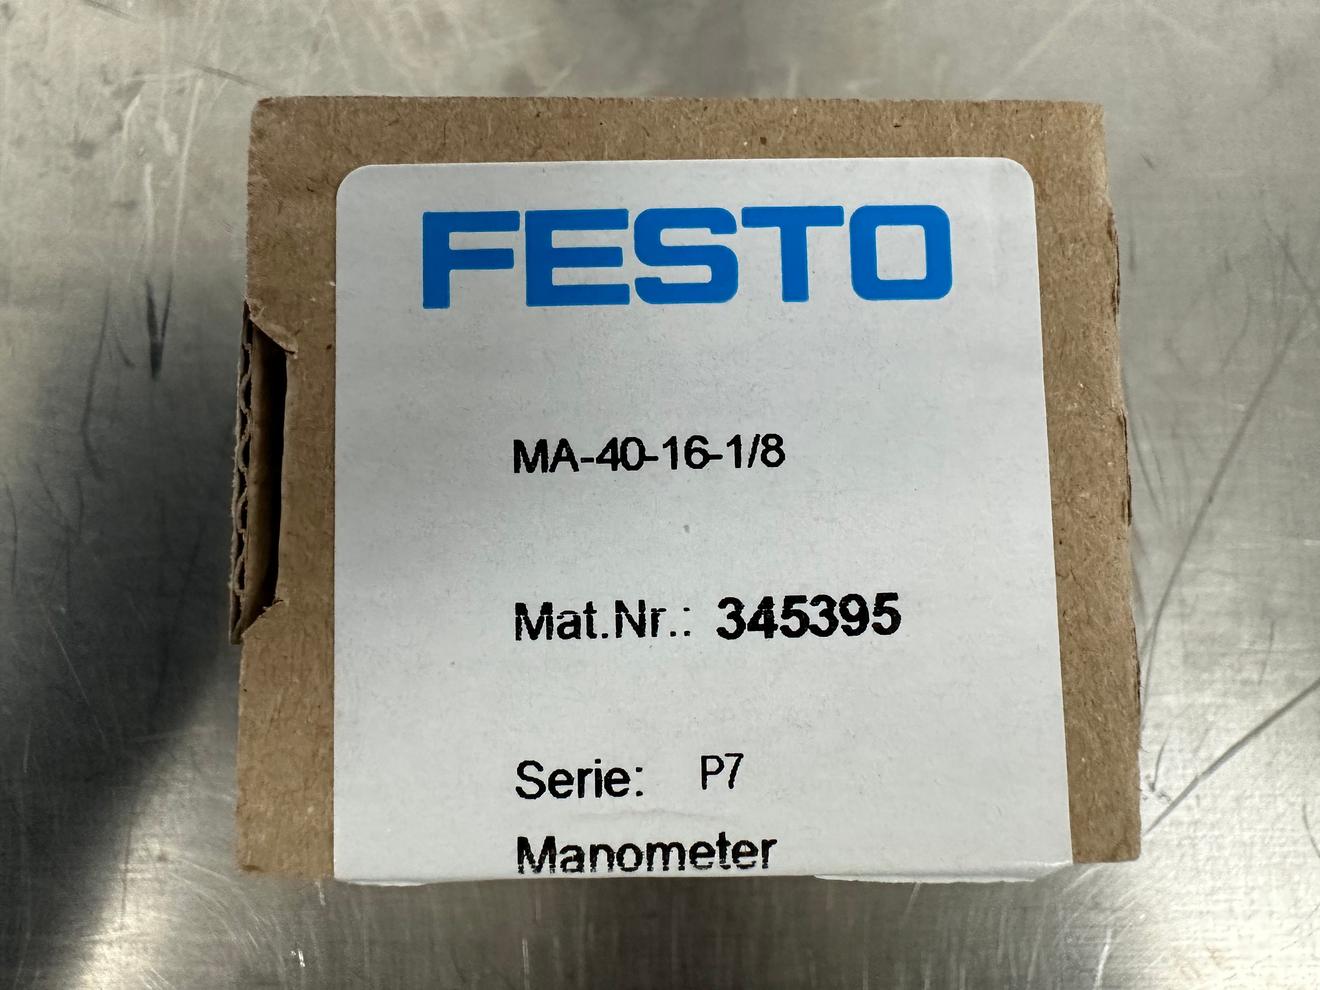 FESTO
MA-40-16-1/8
Mat.Nr.: 345395
Serie: P7
Manometer